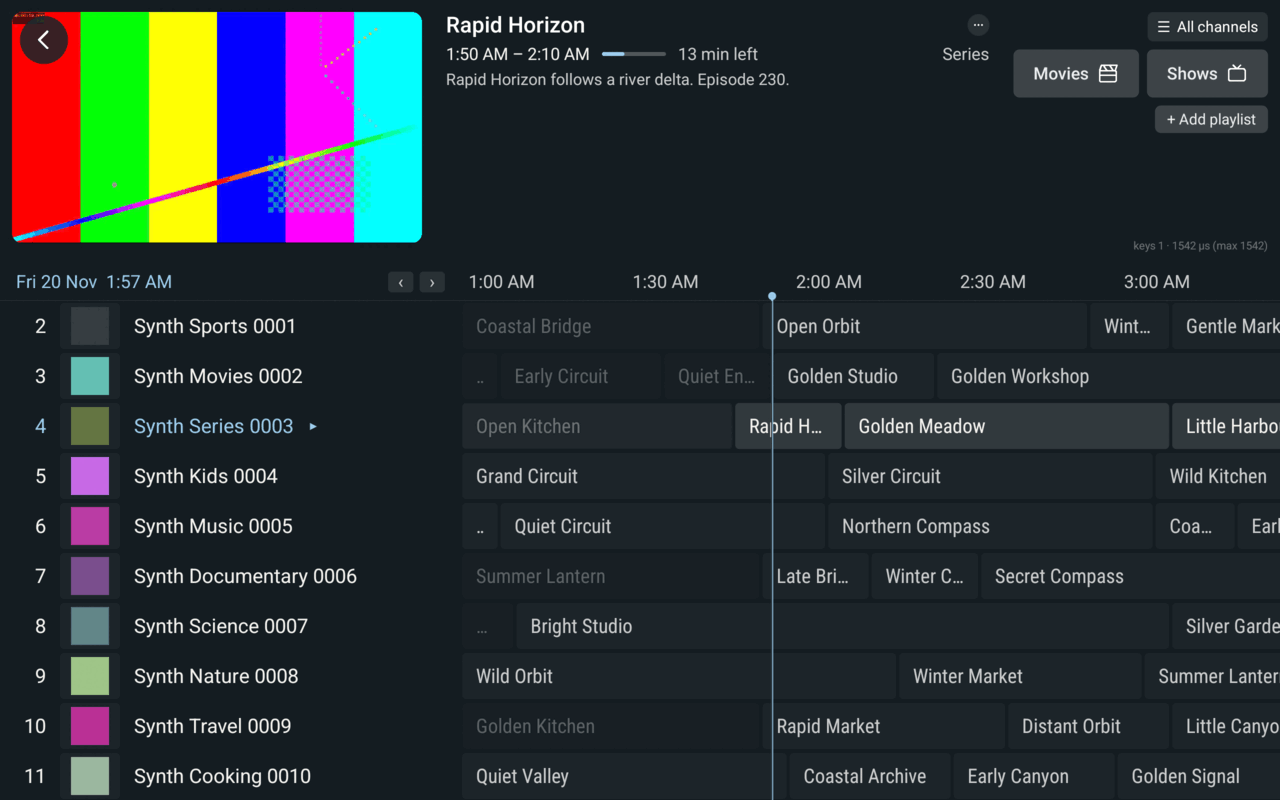 Rapid Horizon
1:50 AM – 2:10 AM 13 min left
Rapid Horizon follows a river delta. Episode 230.
...
Series
All channels
Movies
Shows
+ Add playlist
keys 1 · 1542 µs (max 1542)
Fri 20 Nov 1:57 AM ‹ › 1:00 AM 1:30 AM 2:00 AM 2:30 AM 3:00 AM
2 Synth Sports 0001 Coastal Bridge Open Orbit Wint… Gentle Mark
3 Synth Movies 0002 .. Early Circuit Quiet En… Golden Studio Golden Workshop
4 Synth Series 0003 ▸ Open Kitchen Rapid H… Golden Meadow Little Harbo
5 Synth Kids 0004 Grand Circuit Silver Circuit Wild Kitchen
6 Synth Music 0005 .. Quiet Circuit Northern Compass Coa… Earl
7 Synth Documentary 0006 Summer Lantern Late Bri… Winter C… Secret Compass
8 Synth Science 0007 … Bright Studio Silver Garde
9 Synth Nature 0008 Wild Orbit Winter Market Summer Lanter
10 Synth Travel 0009 Golden Kitchen Rapid Market Distant Orbit Little Canyo
11 Synth Cooking 0010 Quiet Valley Coastal Archive Early Canyon Golden Signal